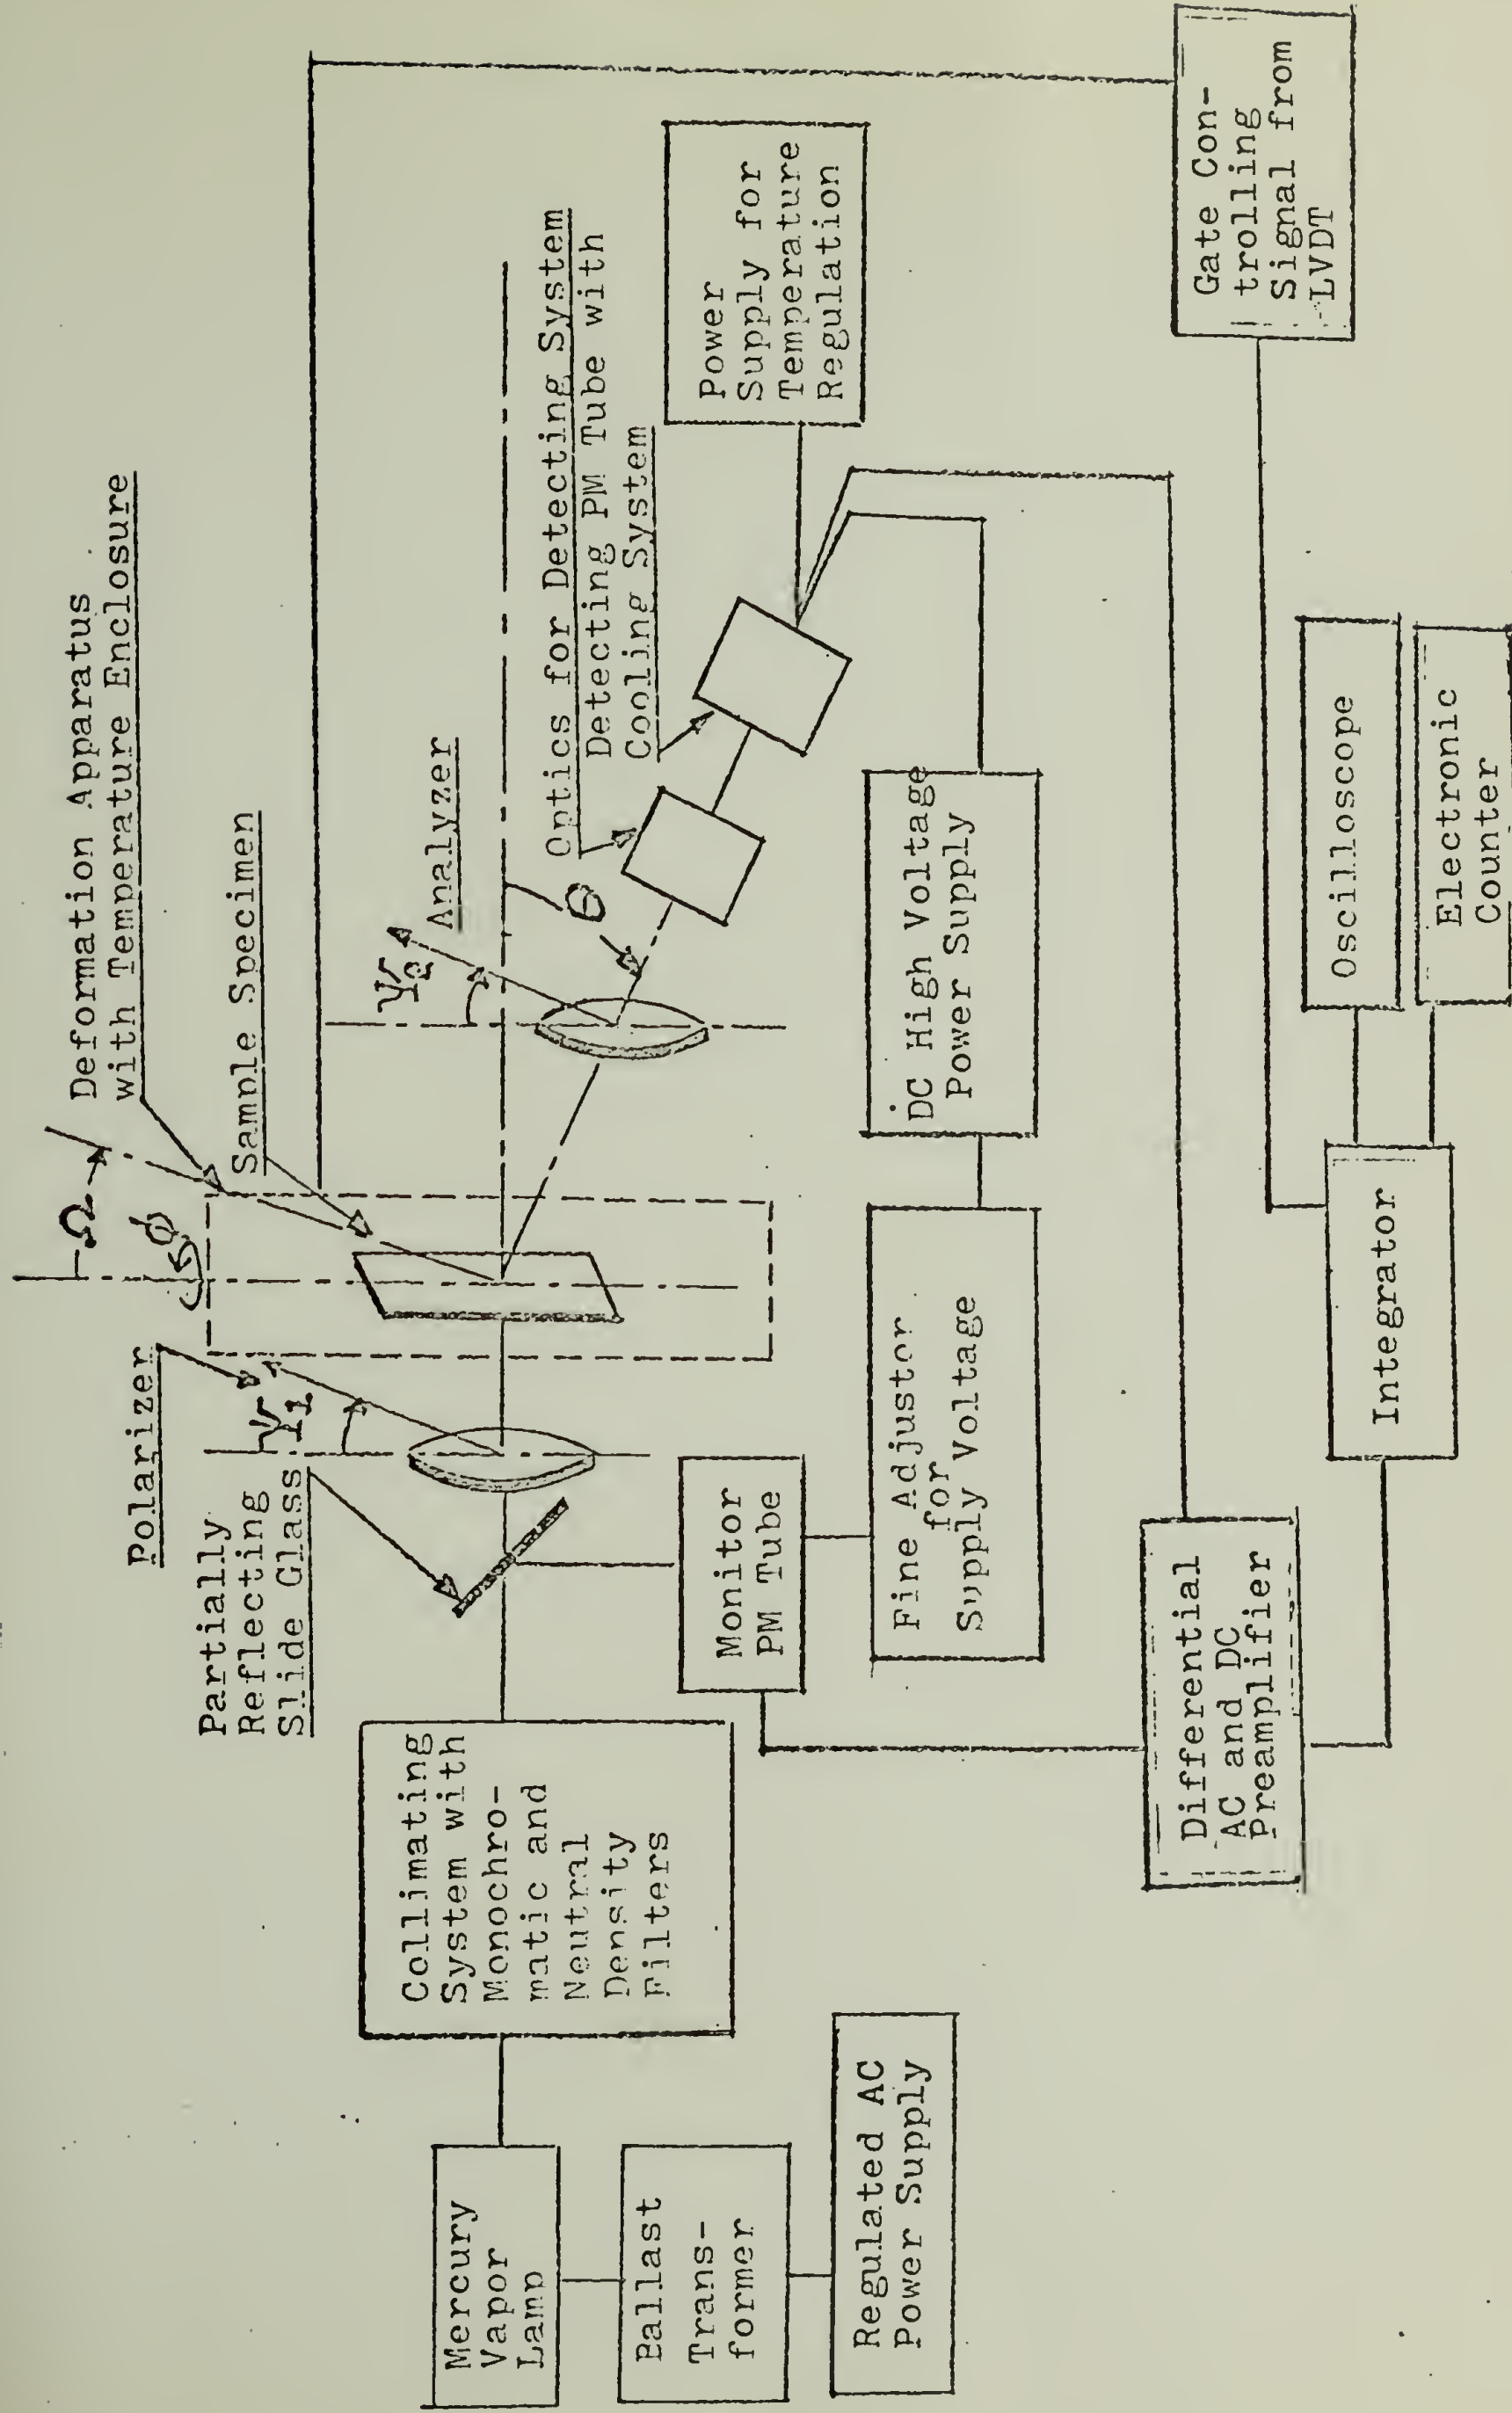 Deformation Apparatus
with Temperature Enclosure
Sample Specimen
Ω
ϕ
Polarizer
Ψ1
Partially
Reflecting
Slide Glass
Ψ2
Analyzer
θ
Optics for Detecting System
Detecting PM Tube with
Cooling System
Power
Supply for
Temperature
Regulation
Mercury
Vapor
Lamp
Collimating
System with
Monochro-
matic and
Neutral
Density
Filters
Ballast
Trans-
former
Regulated AC
Power Supply
Monitor
PM Tube
Fine Adjustor
for
Supply Voltage
DC High Voltage
Power Supply
Differential
AC and DC
Preamplifier
Integrator
Oscilloscope
Electronic
Counter
Gate Con-
trolling
Signal from
LVDT